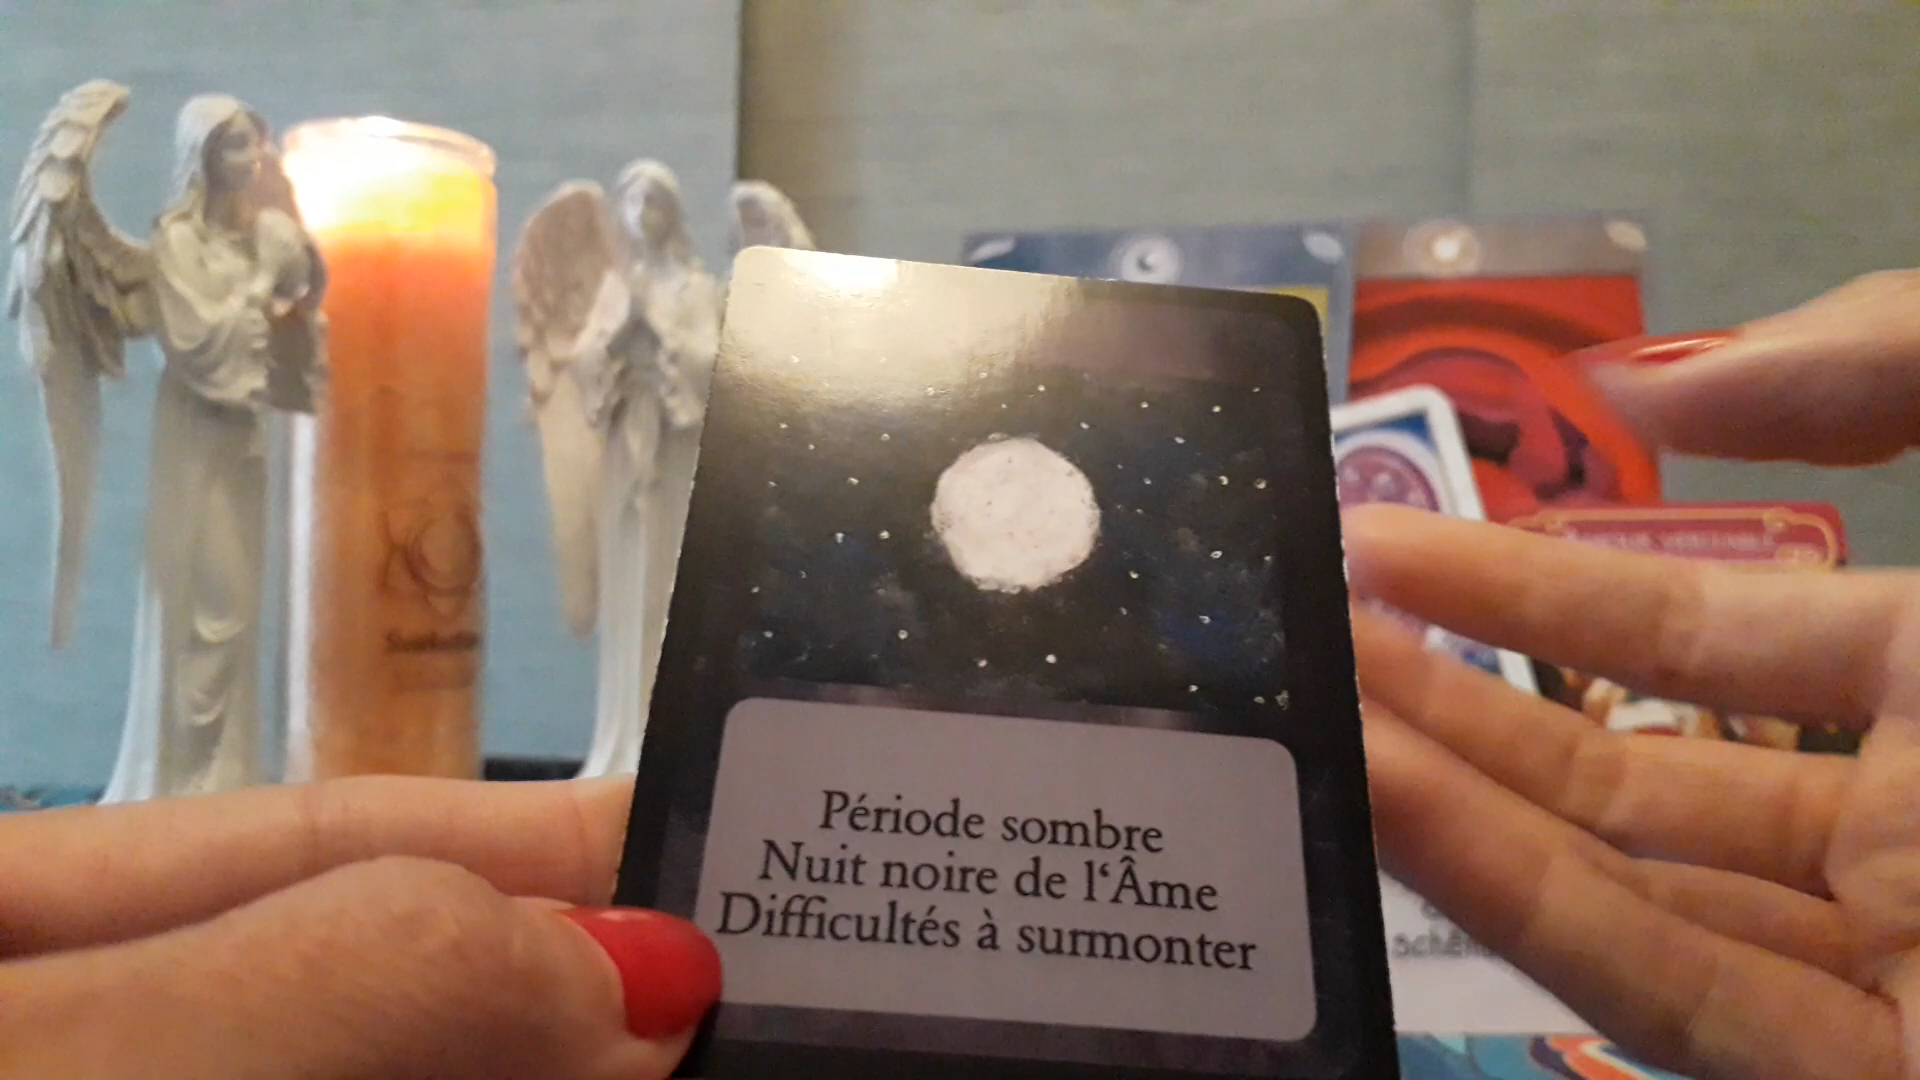 Période sombre
Nuit noire de l‘Âme
Difficultés à surmonter